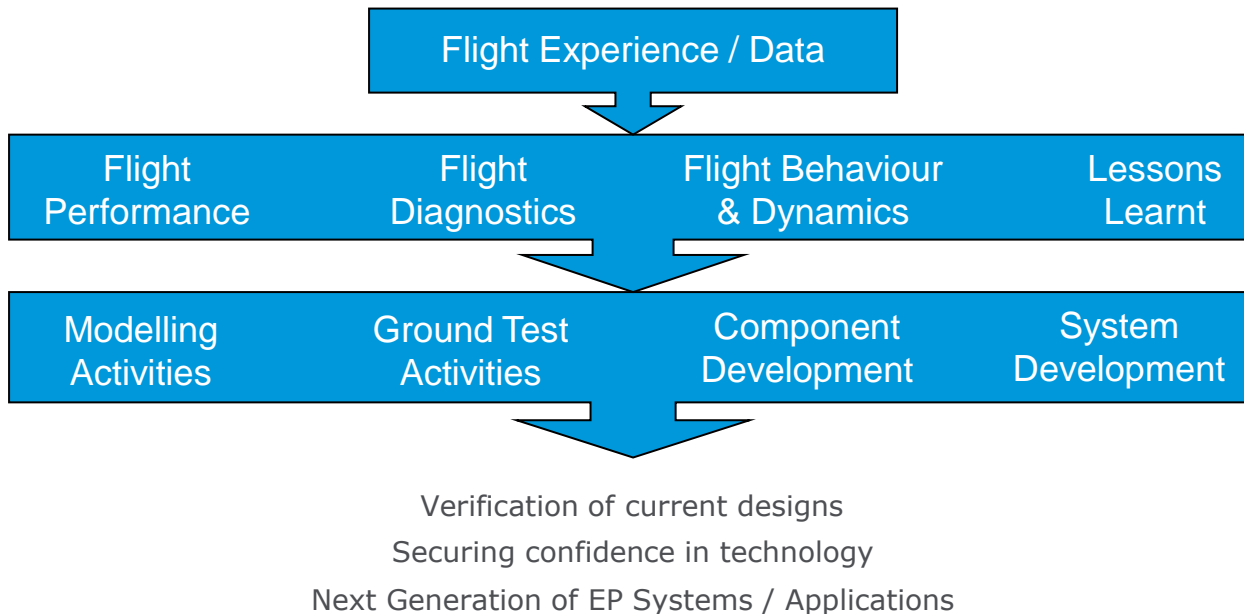 Flight Experience / Data
Flight Performance
Flight Diagnostics
Flight Behaviour & Dynamics
Lessons Learnt
Modelling Activities
Ground Test Activities
Component Development
System Development
Verification of current designs
Securing confidence in technology
Next Generation of EP Systems / Applications